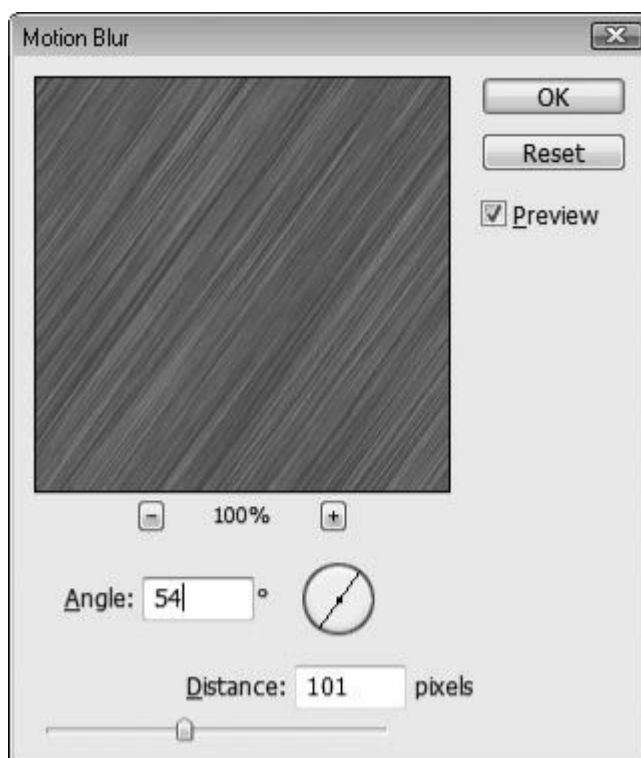 Motion Blur
OK
Reset
Preview
- 100% +
Angle: 54 °
Distance: 101 pixels